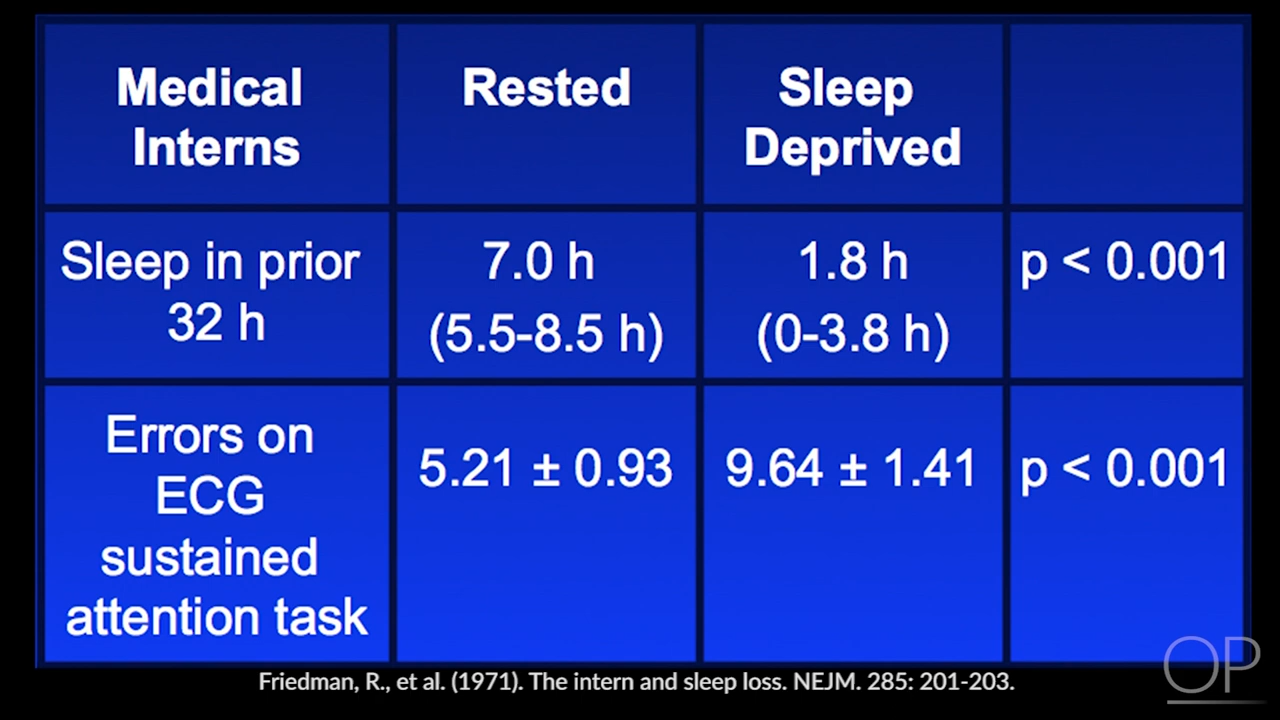 Medical
Interns
Rested
Sleep
Deprived
Sleep in prior
32 h
7.0 h
(5.5-8.5 h)
1.8 h
(0-3.8 h)
p < 0.001
Errors on
ECG
sustained
attention task
5.21 ± 0.93
9.64 ± 1.41
p < 0.001
Friedman, R., et al. (1971). The intern and sleep loss. NEJM. 285: 201-203.
OP